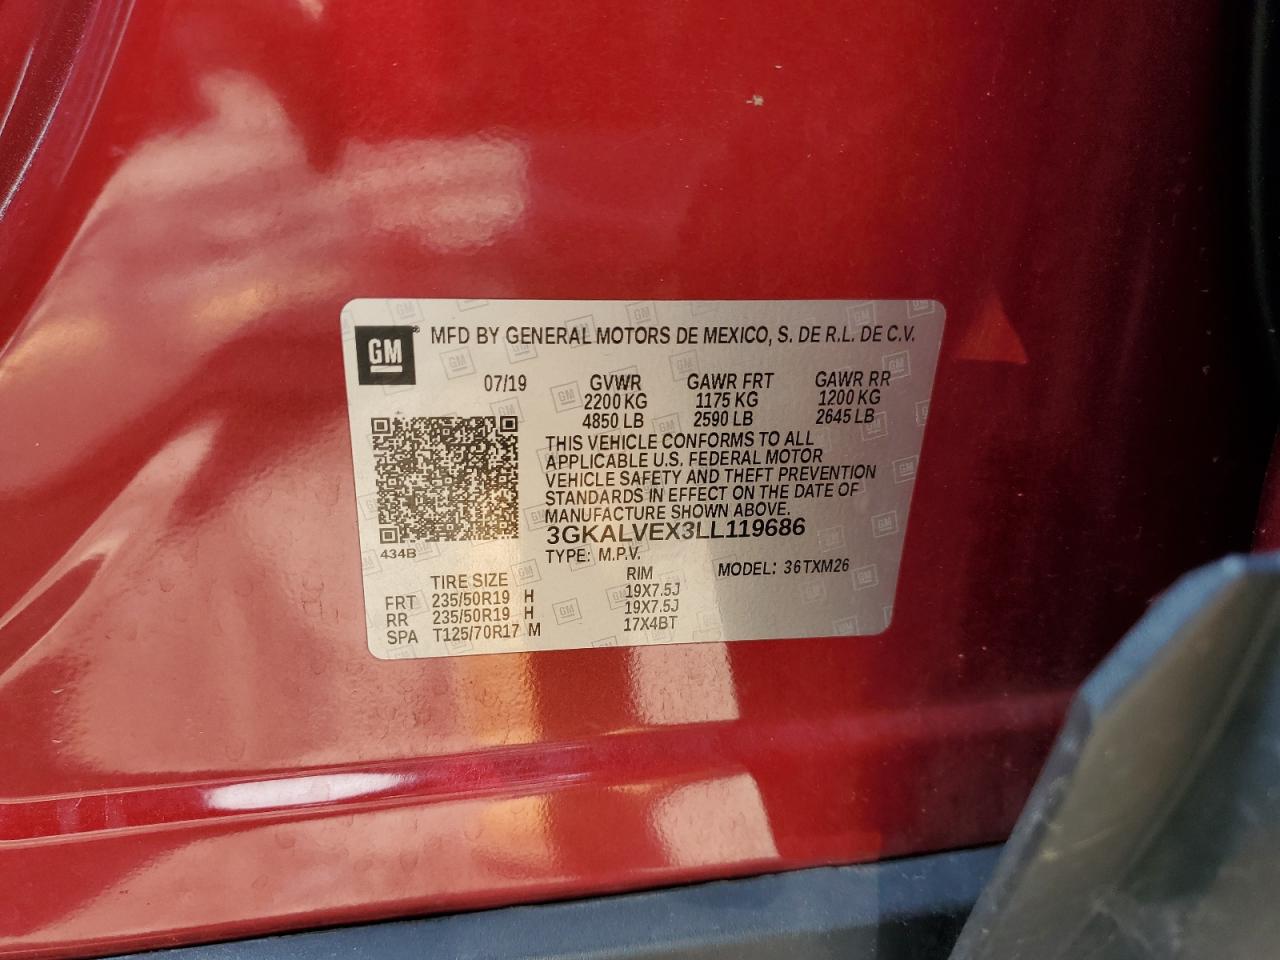 GM® MFD BY GENERAL MOTORS DE MEXICO, S. DE R.L. DE C.V.
07/19 GVWR GAWR FRT GAWR RR
2200 KG 1175 KG 1200 KG
4850 LB 2590 LB 2645 LB
THIS VEHICLE CONFORMS TO ALL
APPLICABLE U.S. FEDERAL MOTOR
VEHICLE SAFETY AND THEFT PREVENTION
STANDARDS IN EFFECT ON THE DATE OF
MANUFACTURE SHOWN ABOVE.
3GKALVEX3LL119686
434B TYPE: M.P.V. MODEL: 36TXM26
TIRE SIZE RIM
FRT 235/50R19 H 19X7.5J
RR 235/50R19 H 19X7.5J
SPA T125/70R17 M 17X4BT